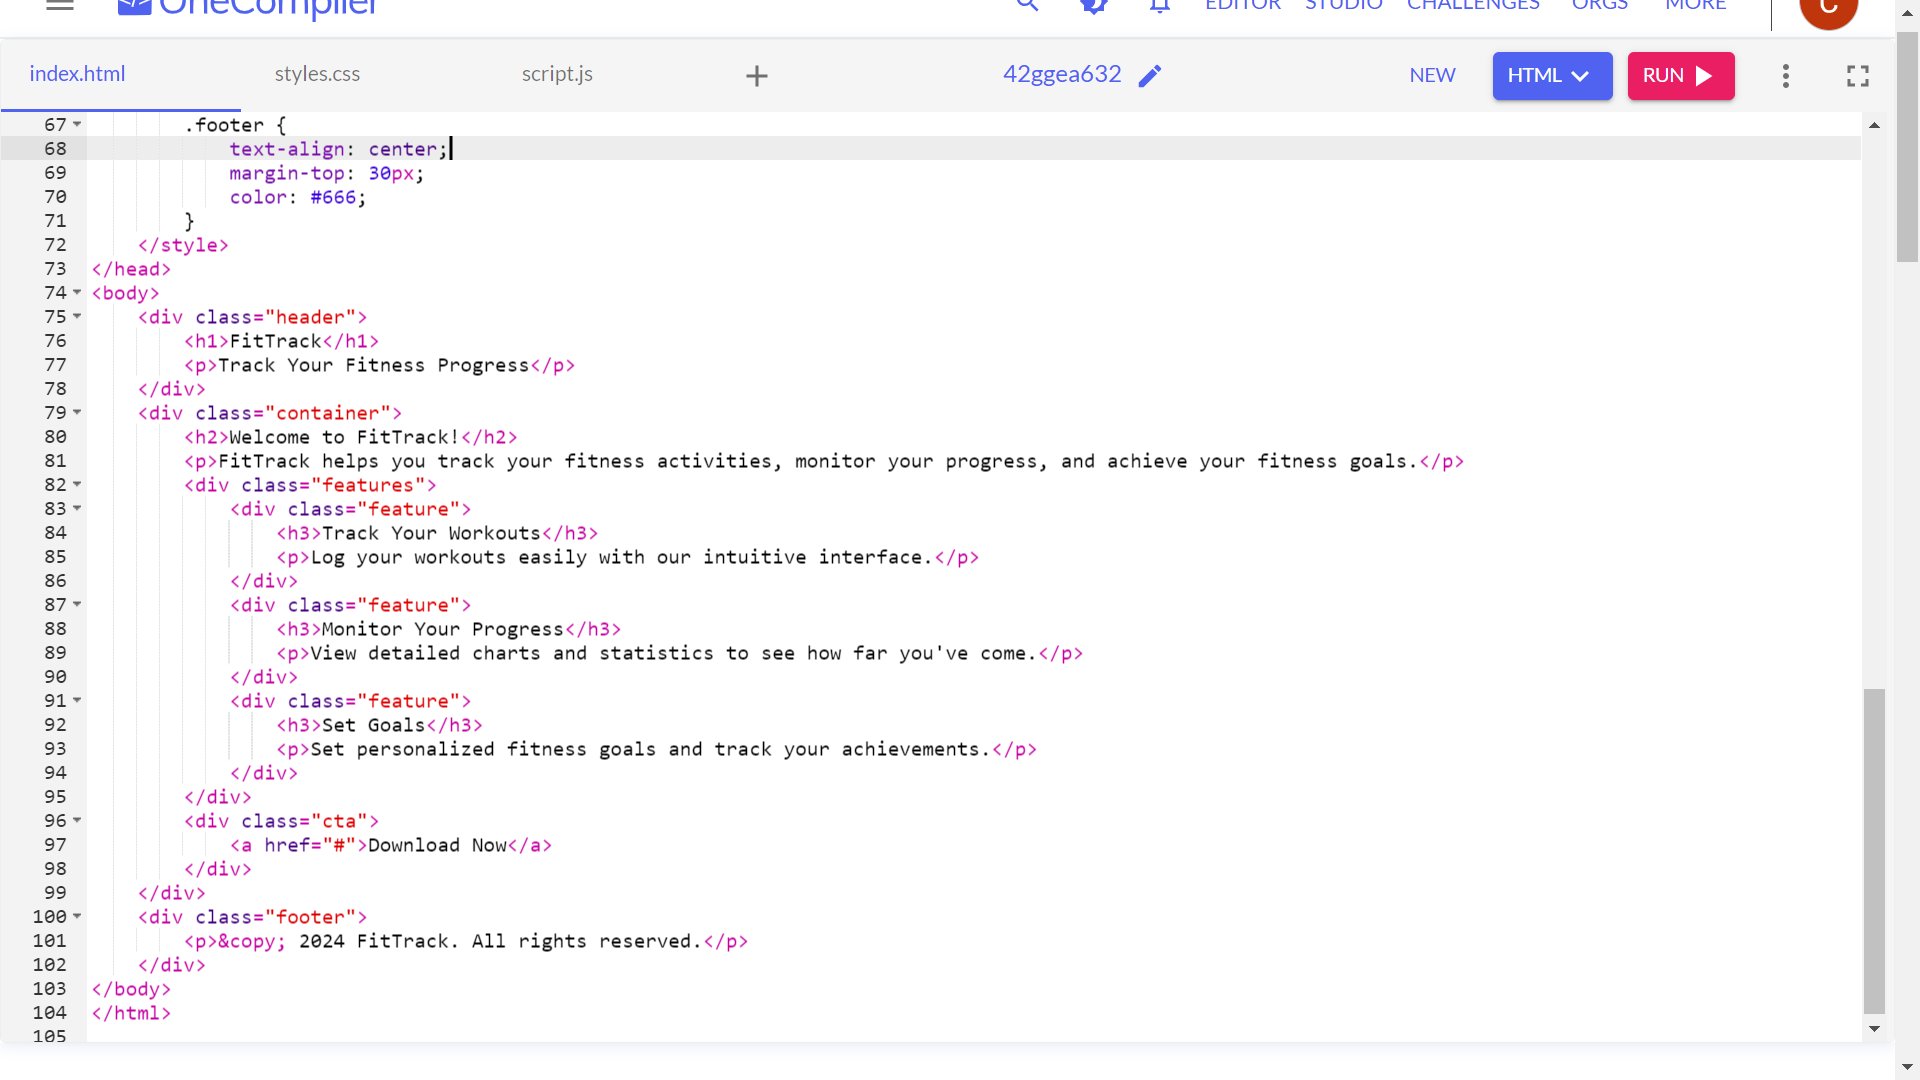 OneCompiler EDITOR STUDIO CHALLENGES ORGS MORE C
index.html styles.css script.js + 42ggea632 NEW HTML RUN
67 .footer {
68 text-align: center;
69 margin-top: 30px;
70 color: #666;
71 }
72 </style>
73 </head>
74 <body>
75 <div class="header">
76 <h1>FitTrack</h1>
77 <p>Track Your Fitness Progress</p>
78 </div>
79 <div class="container">
80 <h2>Welcome to FitTrack!</h2>
81 <p>FitTrack helps you track your fitness activities, monitor your progress, and achieve your fitness goals.</p>
82 <div class="features">
83 <div class="feature">
84 <h3>Track Your Workouts</h3>
85 <p>Log your workouts easily with our intuitive interface.</p>
86 </div>
87 <div class="feature">
88 <h3>Monitor Your Progress</h3>
89 <p>View detailed charts and statistics to see how far you've come.</p>
90 </div>
91 <div class="feature">
92 <h3>Set Goals</h3>
93 <p>Set personalized fitness goals and track your achievements.</p>
94 </div>
95 </div>
96 <div class="cta">
97 <a href="#">Download Now</a>
98 </div>
99 </div>
100 <div class="footer">
101 <p>&copy; 2024 FitTrack. All rights reserved.</p>
102 </div>
103 </body>
104 </html>
105